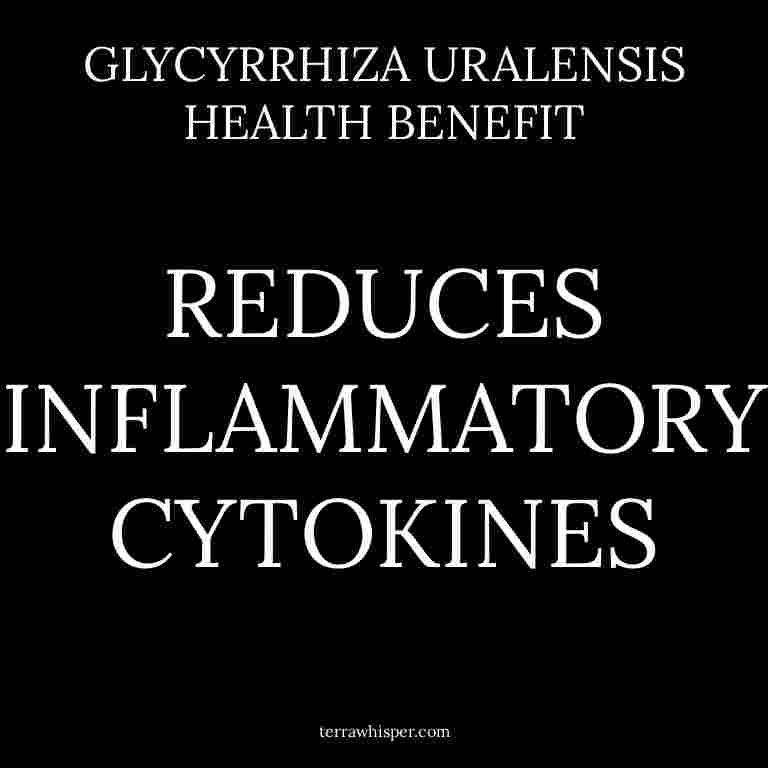 GLYCYRRHIZA URALENSIS
HEALTH BENEFIT
REDUCES
INFLAMMATORY
CYTOKINES
terrawhisper.com